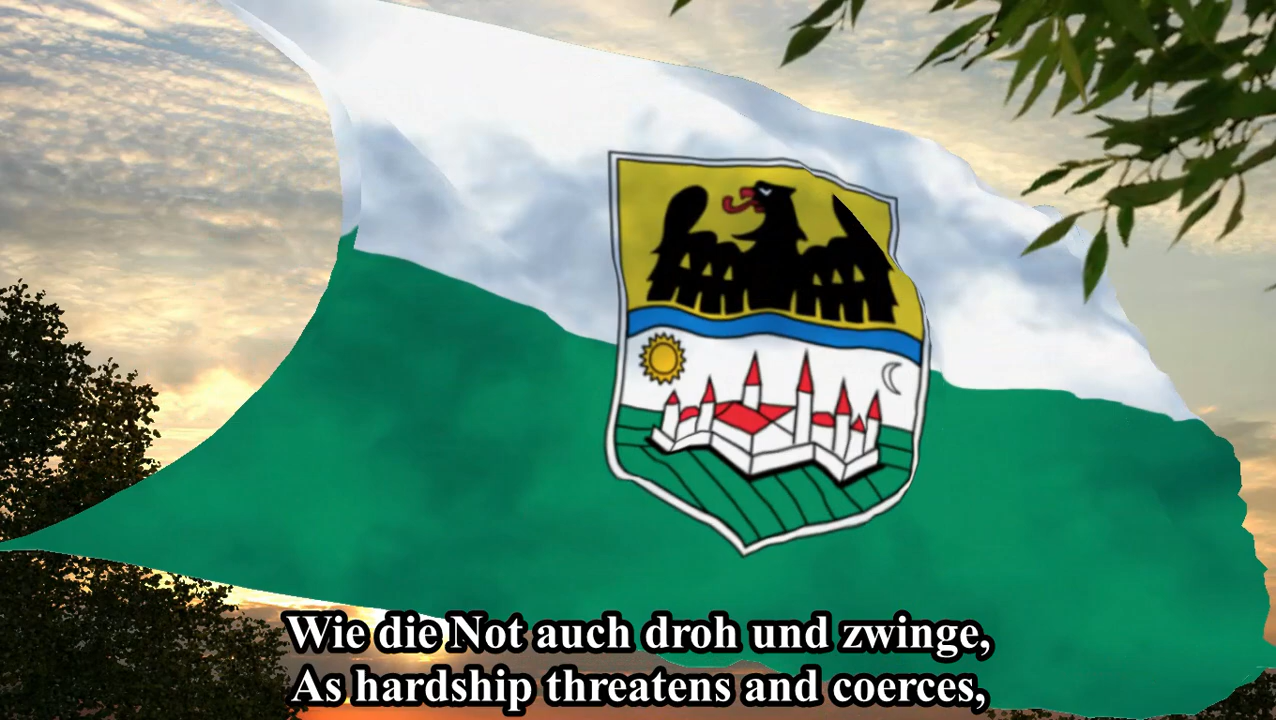 Wie die Not auch droh und zwinge,
As hardship threatens and coerces,